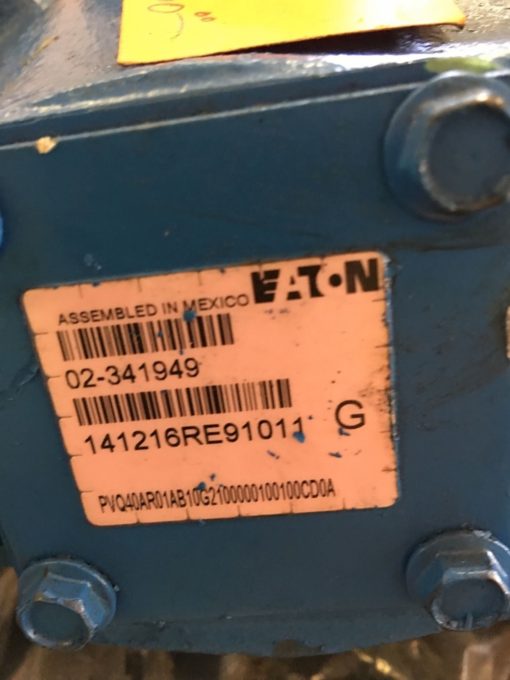 EATON
ASSEMBLED IN MEXICO
02-341949
141216RE91011 G
PVQ40AR01AB10G2100000100100CD0A